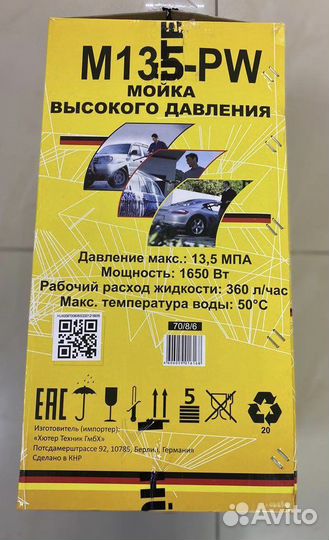 М135-PW
МОЙКА
ВЫСОКОГО ДАВЛЕНИЯ
Давление макс.: 13,5 МПА
Мощность: 1650 Вт
Рабочий расход жидкости: 360 л/час
Макс. температура воды: 50°С
70/8/6
ЕАС
5
20
Изготовитель (импортер):
«Хютер Техник ГмбХ»
Потсдамерштрассе 92, 10785, Берлин, Германия
Сделано в КНР
Avito